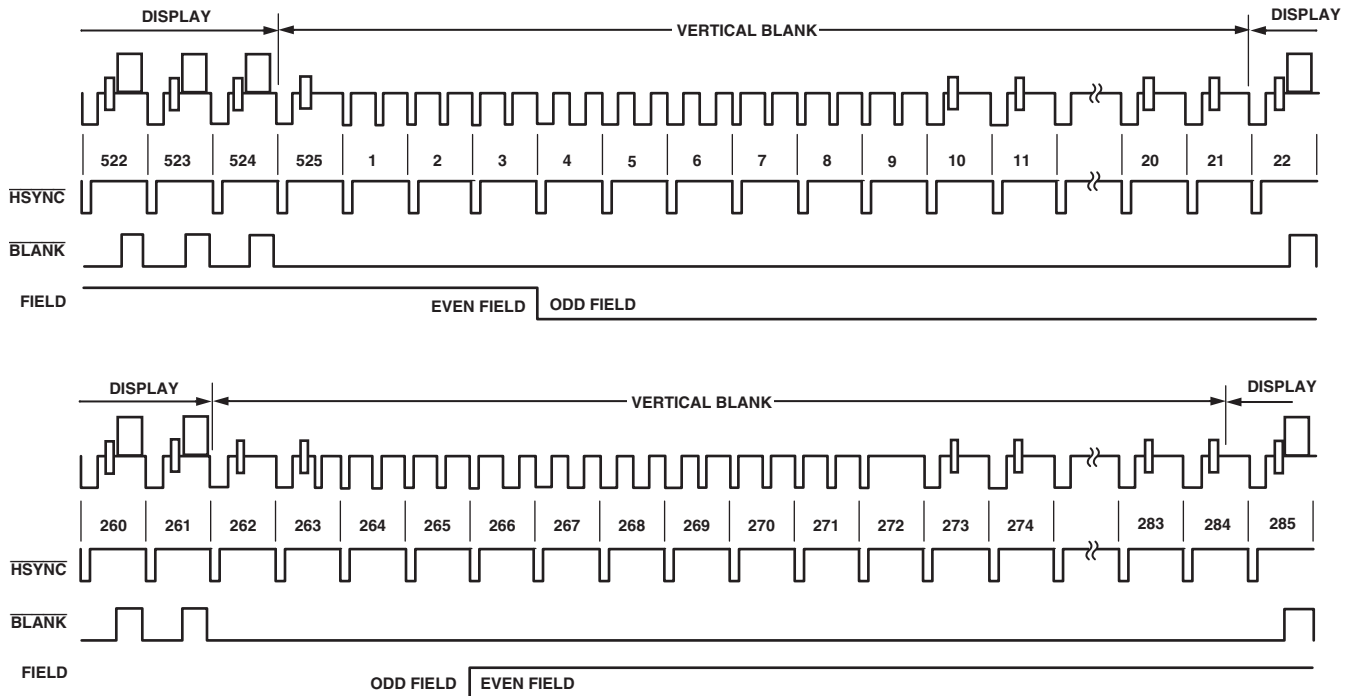 DISPLAY VERTICAL BLANK DISPLAY
522 523 524 525 1 2 3 4 5 6 7 8 9 10 11 20 21 22
HSYNC
BLANK
FIELD EVEN FIELD ODD FIELD
DISPLAY VERTICAL BLANK DISPLAY
260 261 262 263 264 265 266 267 268 269 270 271 272 273 274 283 284 285
HSYNC
BLANK
FIELD ODD FIELD EVEN FIELD